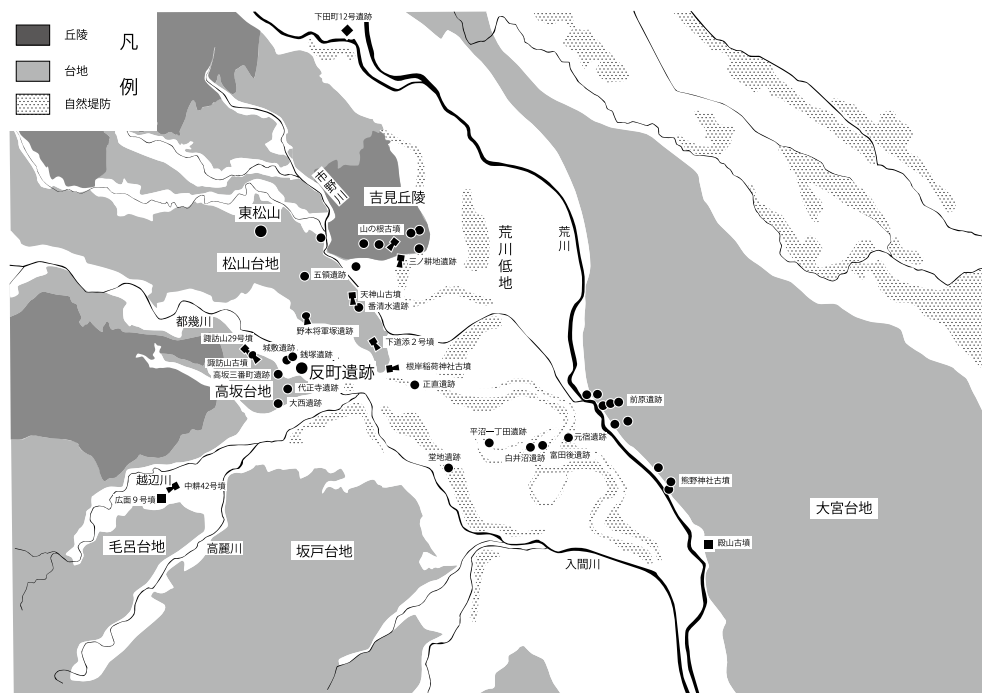 丘陵
台地
自然堤防
凡例
下田町12号遺跡
市野川
吉見丘陵
東松山
山の根古墳
荒川低地
荒川
三ノ耕地遺跡
松山台地
五領遺跡
天神山古墳
番清水遺跡
都幾川
野本将軍塚遺跡
諏訪山29号墳
城敷遺跡
銭塚遺跡
下道添２号墳
諏訪山古墳
反町遺跡
根岸稲荷神社古墳
高坂三番町遺跡
高坂台地
代正寺遺跡
正直遺跡
大西遺跡
前原遺跡
平沼一丁田遺跡
元宿遺跡
白井沼遺跡
富田後遺跡
堂地遺跡
越辺川
中耕42号墳
広面９号墳
熊野神社古墳
大宮台地
毛呂台地
高麗川
坂戸台地
殿山古墳
入間川